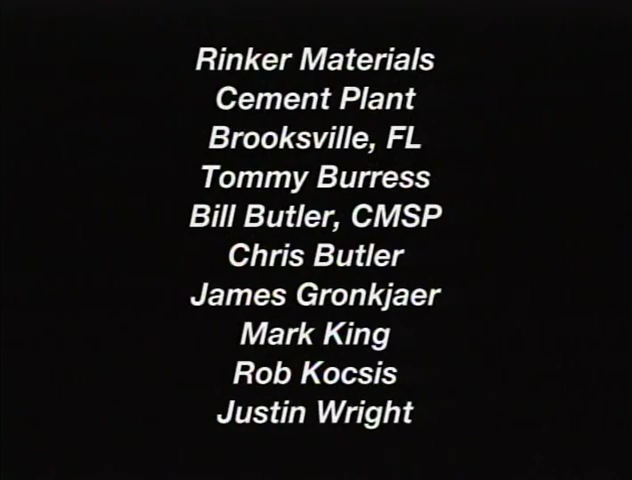 Rinker Materials
Cement Plant
Brooksville, FL
Tommy Burress
Bill Butler, CMSP
Chris Butler
James Gronkjaer
Mark King
Rob Kocsis
Justin Wright